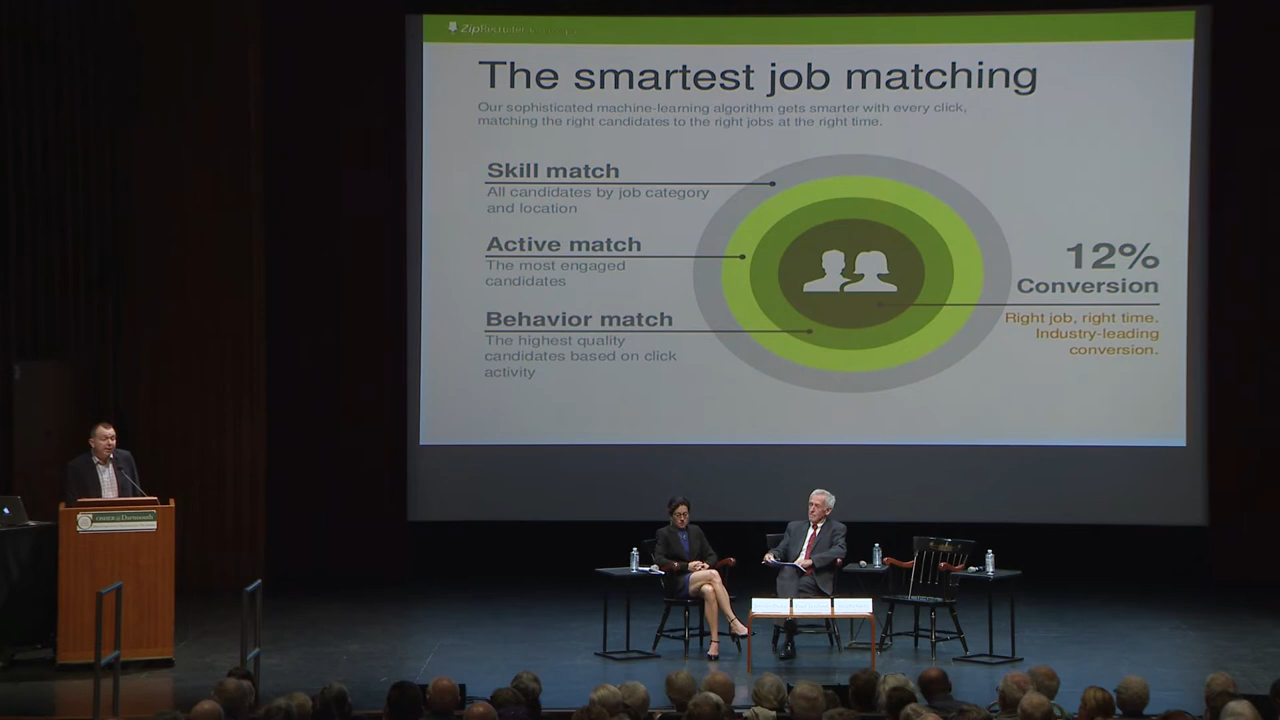 ZipRecruiter
The smartest job matching
Our sophisticated machine-learning algorithm gets smarter with every click,
matching the right candidates to the right jobs at the right time.
Skill match
All candidates by job category
and location
Active match
The most engaged
candidates
Behavior match
The highest quality
candidates based on click
activity
12%
Conversion
Right job, right time.
Industry-leading
conversion.
OSHER@Dartmouth